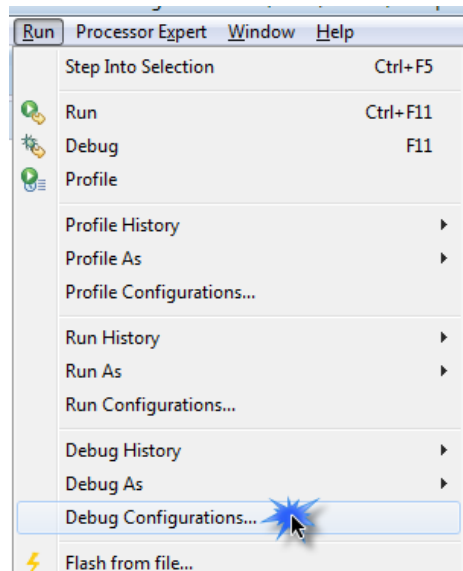 Run Processor Expert Window Help
Step Into Selection Ctrl+F5
Run Ctrl+F11
Debug F11
Profile
Profile History
Profile As
Profile Configurations...
Run History
Run As
Run Configurations...
Debug History
Debug As
Debug Configurations...
Flash from file...